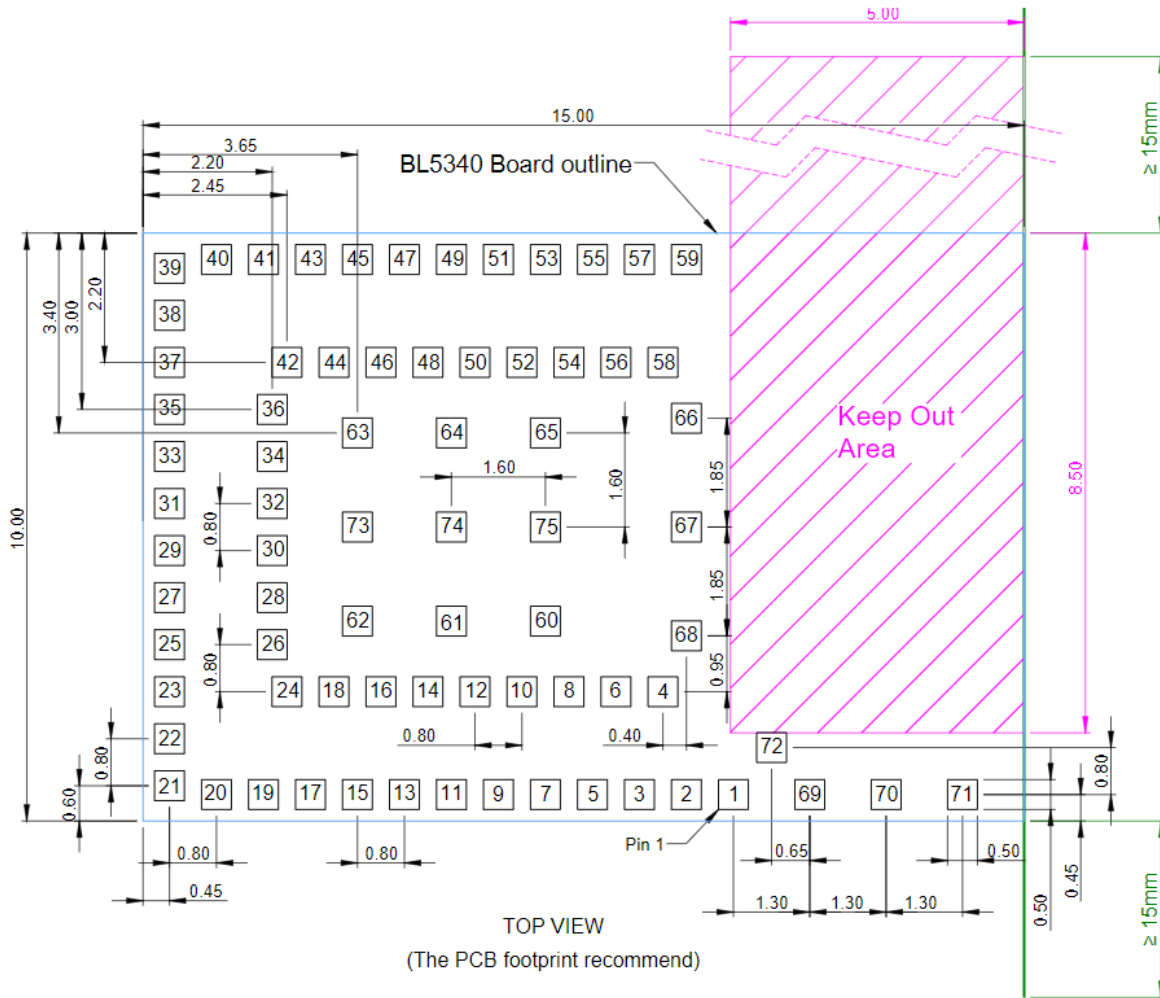 5.00
15.00
3.65
2.20
2.45
BL5340 Board outline
≥ 15mm
40 41 43 45 47 49 51 53 55 57 59
39
38
2.20
3.00
3.40
37 42 44 46 48 50 52 54 56 58
35 36
63 64 65 66
Keep Out
Area
33 34
1.60
1.60
1.85
8.50
31 32
10.00
0.80
73 74 75 67
29 30
1.85
27 28
62 61 60
25 26 68
0.80
0.95
23 24 18 16 14 12 10 8 6 4
22
0.80 0.40
72
0.80
0.80
21
20 19 17 15 13 11 9 7 5 3 2 1 69 70 71
0.60
Pin 1
0.80 0.80 0.65 0.50
0.45
0.45
0.50
1.30 1.30 1.30
≥ 15mm
TOP VIEW
(The PCB footprint recommend)